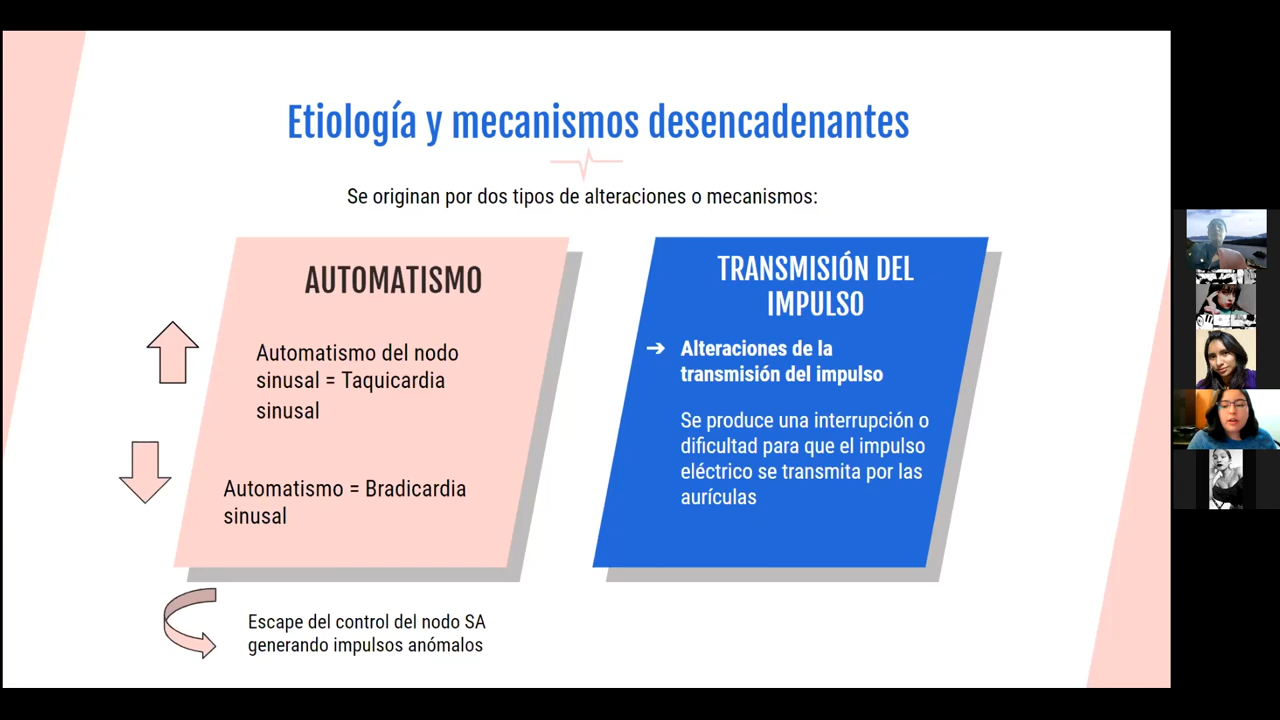 Etiología y mecanismos desencadenantes
Se originan por dos tipos de alteraciones o mecanismos:
AUTOMATISMO
Automatismo del nodo
sinusal = Taquicardia
sinusal
Automatismo = Bradicardia
sinusal
Escape del control del nodo SA
generando impulsos anómalos
TRANSMISIÓN DEL
IMPULSO
➔ Alteraciones de la
transmisión del impulso
Se produce una interrupción o
dificultad para que el impulso
eléctrico se transmita por las
aurículas